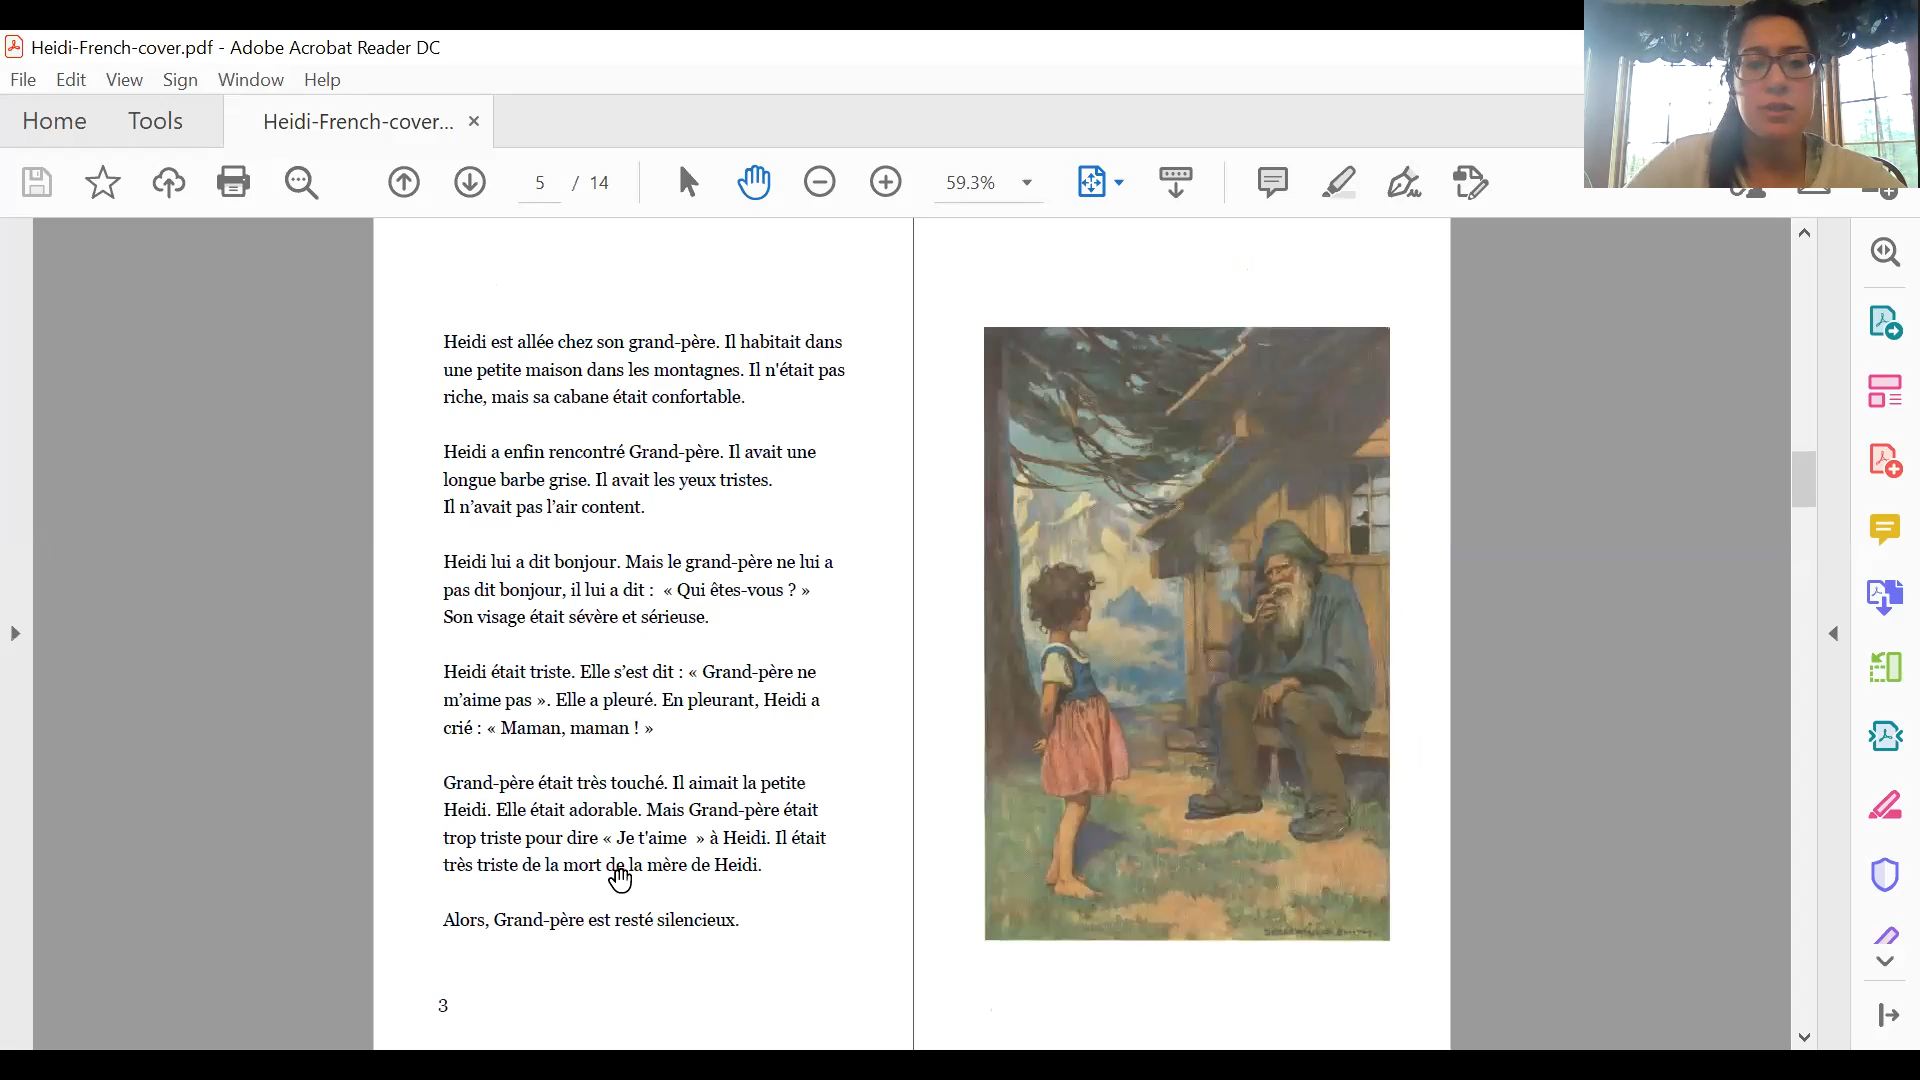 Heidi-French-cover.pdf - Adobe Acrobat Reader DC
File Edit View Sign Window Help
Home Tools Heidi-French-cover... ×
5 / 14 59.3%
Heidi est allée chez son grand-père. Il habitait dans
une petite maison dans les montagnes. Il n'était pas
riche, mais sa cabane était confortable.
Heidi a enfin rencontré Grand-père. Il avait une
longue barbe grise. Il avait les yeux tristes.
Il n’avait pas l’air content.
Heidi lui a dit bonjour. Mais le grand-père ne lui a
pas dit bonjour, il lui a dit : « Qui êtes-vous ? »
Son visage était sévère et sérieuse.
Heidi était triste. Elle s’est dit : « Grand-père ne
m’aime pas ». Elle a pleuré. En pleurant, Heidi a
crié : « Maman, maman ! »
Grand-père était très touché. Il aimait la petite
Heidi. Elle était adorable. Mais Grand-père était
trop triste pour dire « Je t'aime » à Heidi. Il était
très triste de la mort de la mère de Heidi.
Alors, Grand-père est resté silencieux.
3